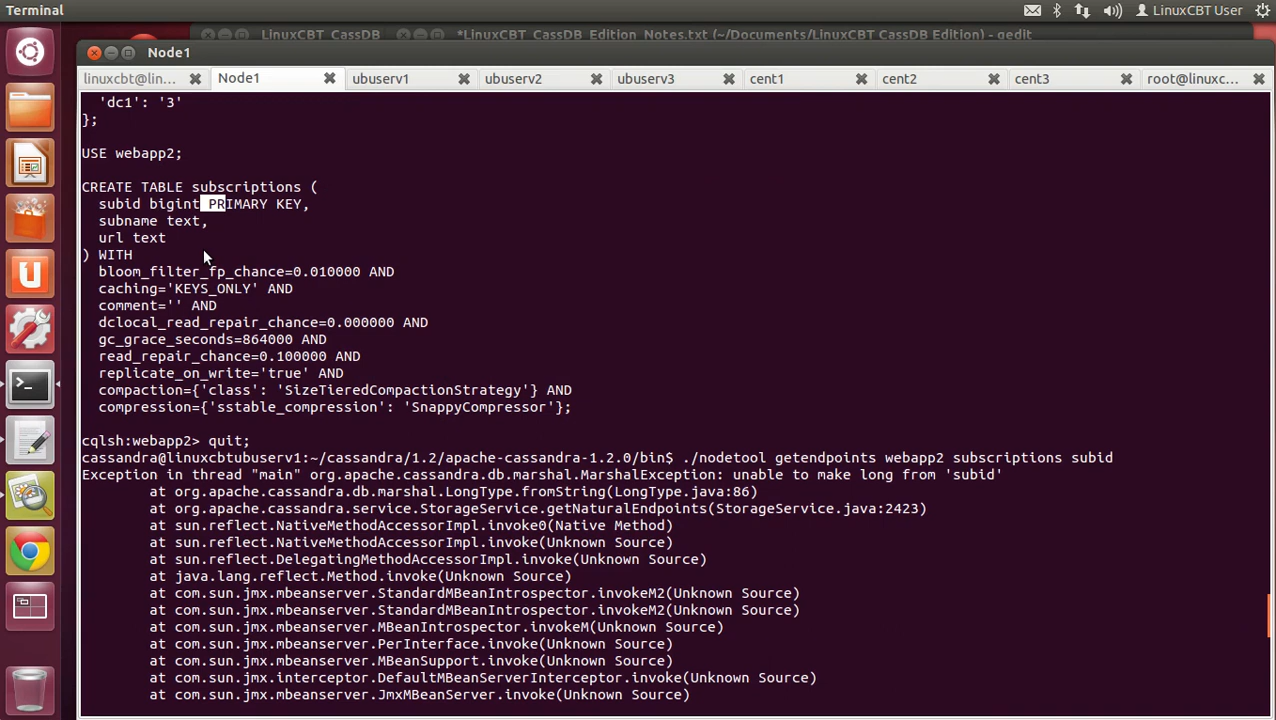 Terminal
LinuxCBT User
LinuxCBT_CassDB
*LinuxCBT_CassDB_Edition_Notes.txt (~/Documents/LinuxCBT CassDB Edition) - gedit
Node1
linuxcbt@lin...
Node1
ubuserv1
ubuserv2
ubuserv3
cent1
cent2
cent3
root@linuxc...
'dc1': '3'
};
USE webapp2;
CREATE TABLE subscriptions (
subid bigint PRIMARY KEY,
subname text,
url text
) WITH
bloom_filter_fp_chance=0.010000 AND
caching='KEYS_ONLY' AND
comment='' AND
dclocal_read_repair_chance=0.000000 AND
gc_grace_seconds=864000 AND
read_repair_chance=0.100000 AND
replicate_on_write='true' AND
compaction={'class': 'SizeTieredCompactionStrategy'} AND
compression={'sstable_compression': 'SnappyCompressor'};
cqlsh:webapp2> quit;
cassandra@linuxcbtubuserv1:~/cassandra/1.2/apache-cassandra-1.2.0/bin$ ./nodetool getendpoints webapp2 subscriptions subid
Exception in thread "main" org.apache.cassandra.db.marshal.MarshalException: unable to make long from 'subid'
at org.apache.cassandra.db.marshal.LongType.fromString(LongType.java:86)
at org.apache.cassandra.service.StorageService.getNaturalEndpoints(StorageService.java:2423)
at sun.reflect.NativeMethodAccessorImpl.invoke0(Native Method)
at sun.reflect.NativeMethodAccessorImpl.invoke(Unknown Source)
at sun.reflect.DelegatingMethodAccessorImpl.invoke(Unknown Source)
at java.lang.reflect.Method.invoke(Unknown Source)
at com.sun.jmx.mbeanserver.StandardMBeanIntrospector.invokeM2(Unknown Source)
at com.sun.jmx.mbeanserver.StandardMBeanIntrospector.invokeM2(Unknown Source)
at com.sun.jmx.mbeanserver.MBeanIntrospector.invokeM(Unknown Source)
at com.sun.jmx.mbeanserver.PerInterface.invoke(Unknown Source)
at com.sun.jmx.mbeanserver.MBeanSupport.invoke(Unknown Source)
at com.sun.jmx.interceptor.DefaultMBeanServerInterceptor.invoke(Unknown Source)
at com.sun.jmx.mbeanserver.JmxMBeanServer.invoke(Unknown Source)